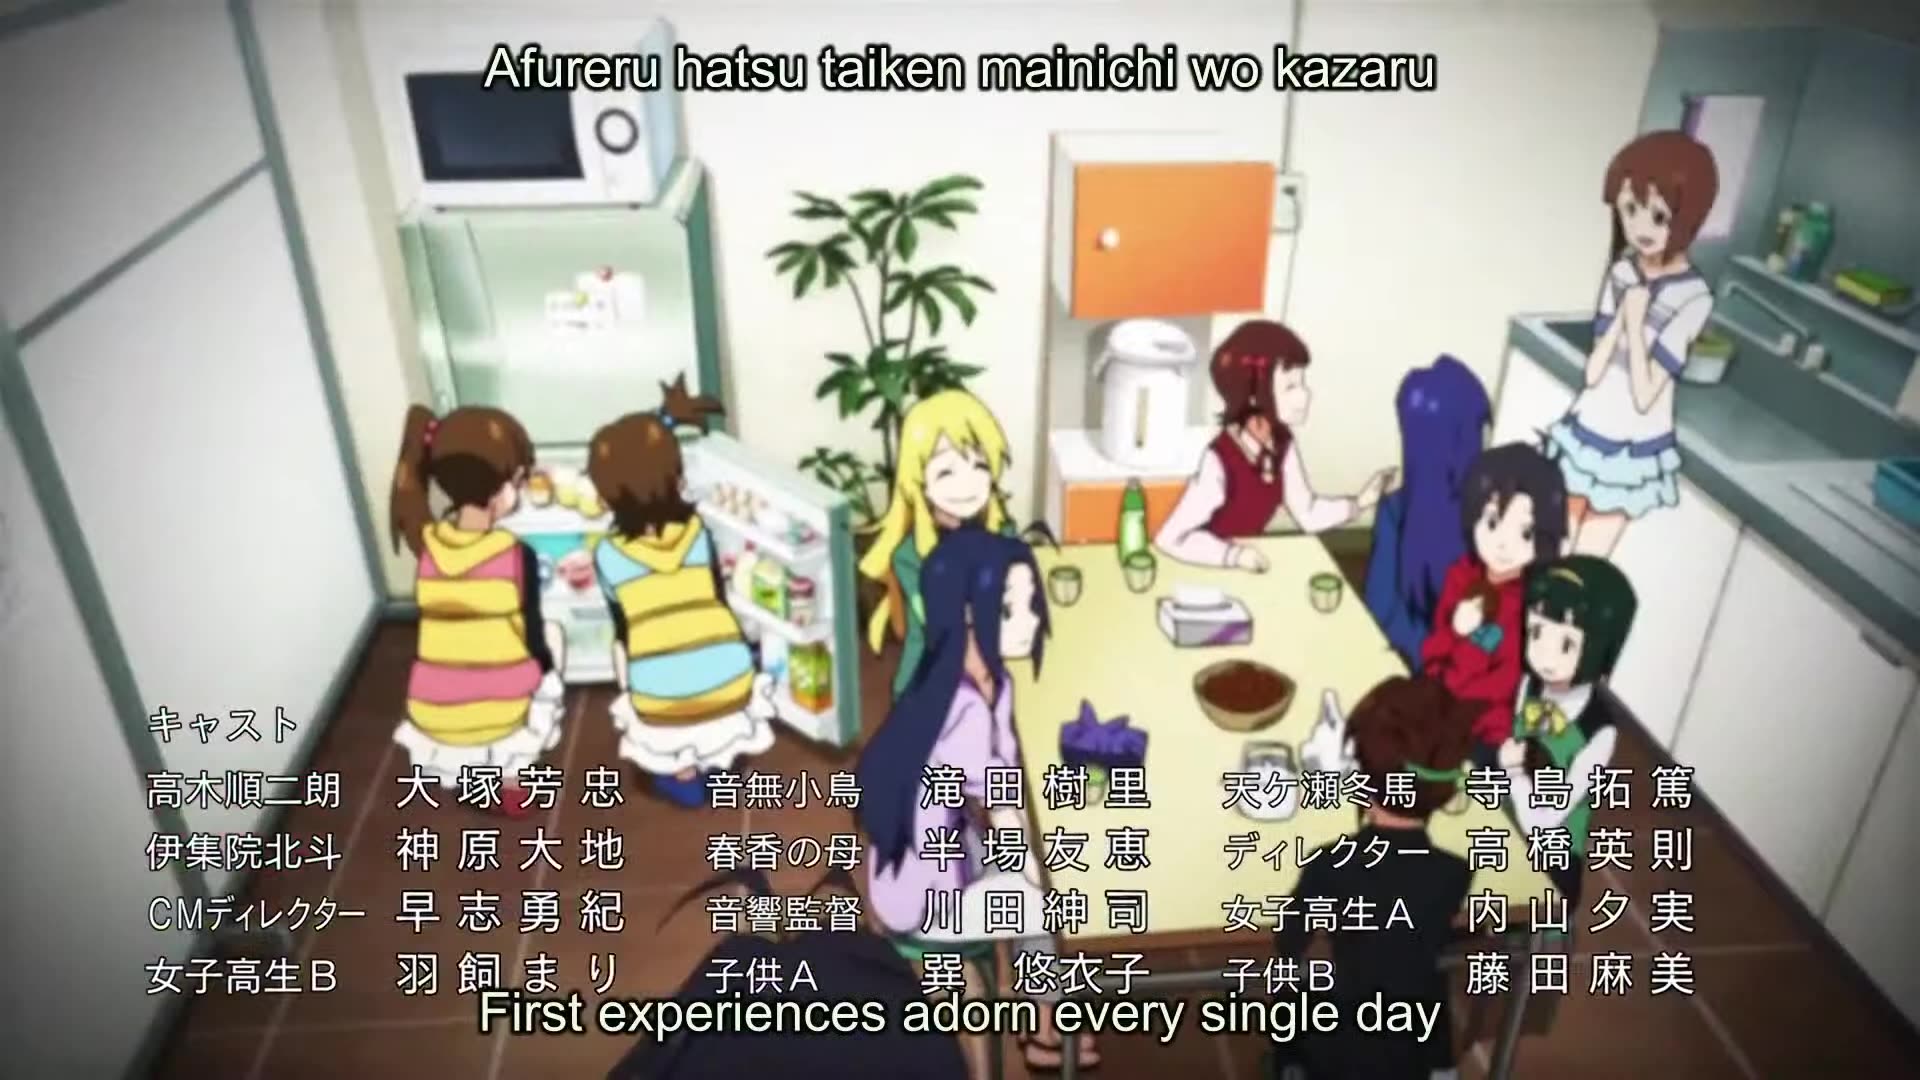 Afureru hatsu taiken mainichi wo kazaru
キャスト
高木順二朗 大塚芳忠 音無小鳥 滝田樹里 天ケ瀬冬馬 寺島拓篤
伊集院北斗 神原大地 春香の母 半場友恵 ディレクター 高橋英則
CMディレクター 早志勇紀 音響監督 川田紳司 女子高生A 内山夕実
女子高生B 羽飼まり 子供A 巽 悠衣子 子供B 藤田麻美
First experiences adorn every single day